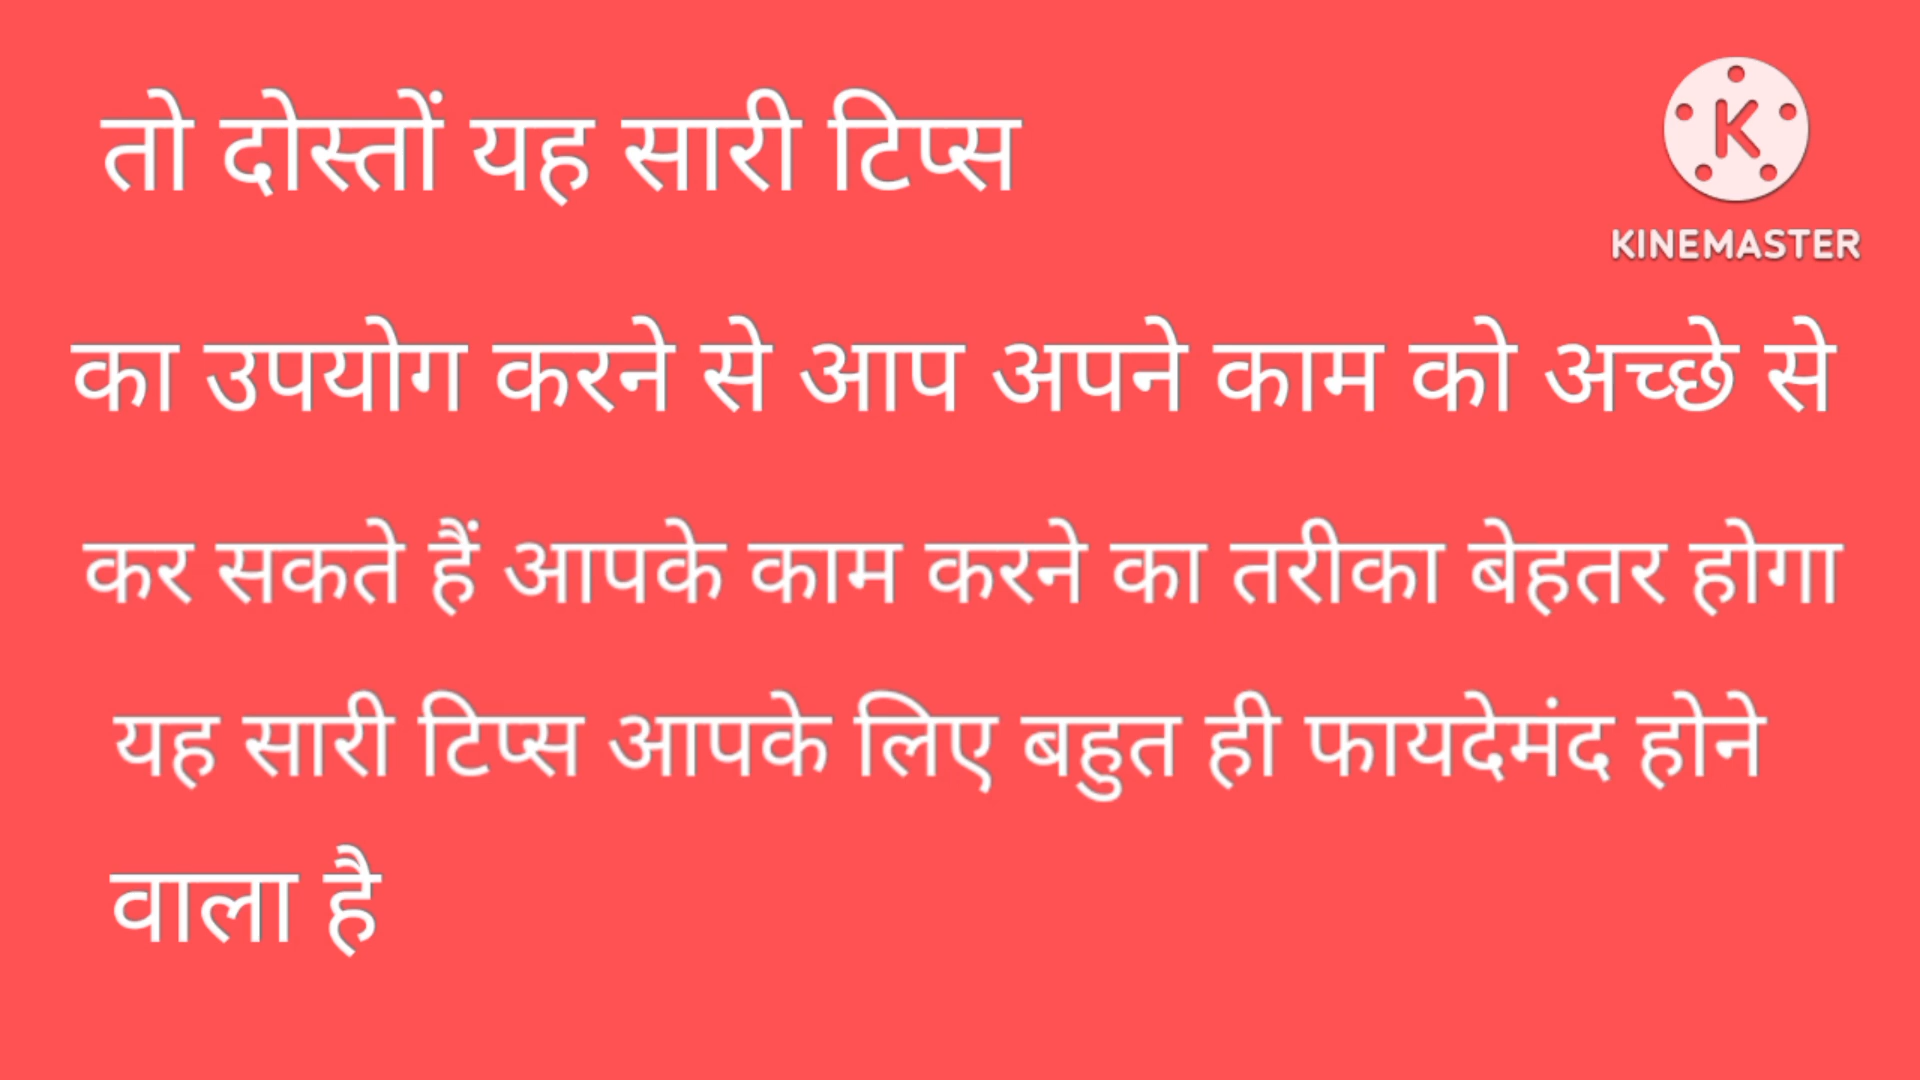 तो दोस्तों यह सारी टिप्स
KINEMASTER
का उपयोग करने से आप अपने काम को अच्छे से
कर सकते हैं आपके काम करने का तरीका बेहतर होगा
यह सारी टिप्स आपके लिए बहुत ही फायदेमंद होने
वाला है